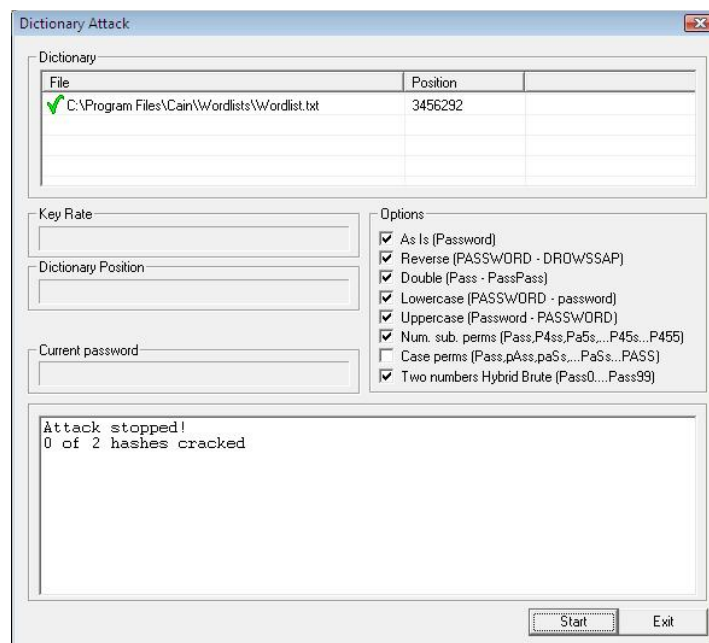 Dictionary Attack
Dictionary
File Position
C:\Program Files\Cain\Wordlists\Wordlist.txt 3456292
Key Rate
Dictionary Position
Current password
Options
As Is (Password)
Reverse (PASSWORD - DROWSSAP)
Double (Pass - PassPass)
Lowercase (PASSWORD - password)
Uppercase (Password - PASSWORD)
Num. sub. perms (Pass,P4ss,Pa5s,...P45s...P455)
Case perms (Pass,pAss,paSs,...PaSs...PASS)
Two numbers Hybrid Brute (Pass0....Pass99)
Attack stopped!
0 of 2 hashes cracked
Start Exit